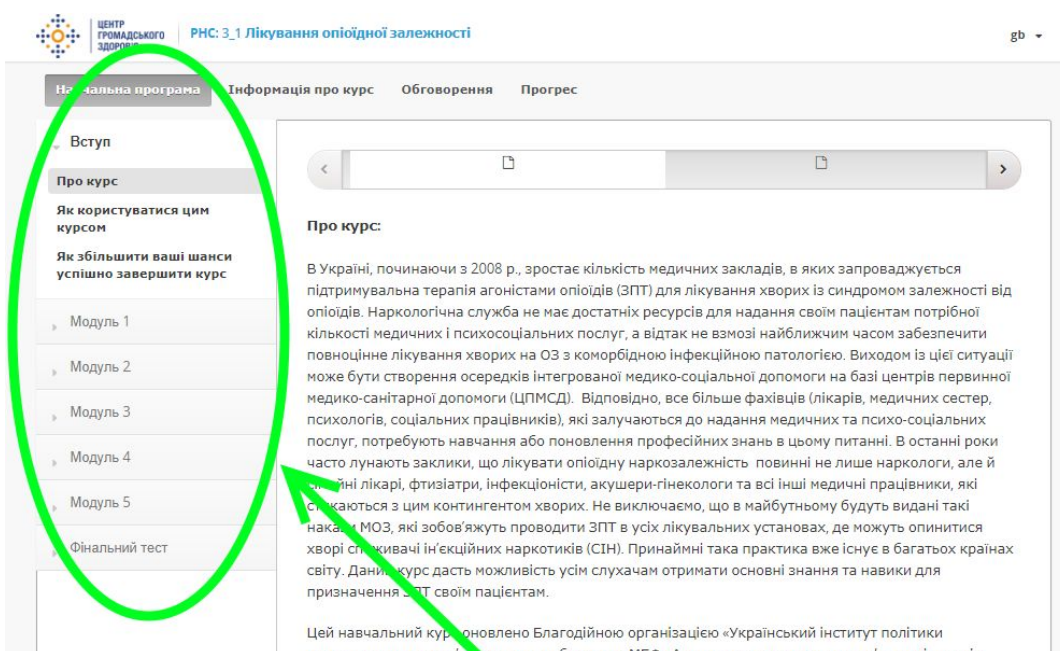 ЦЕНТР
ГРОМАДСЬКОГО
ЗДОРОВ'Я
PHC: 3_1 Лікування опіоїдної залежності
gb
Навчальна програма Інформація про курс Обговорення Прогрес
Вступ
Про курс
Як користуватися цим
курсом
Як збільшити ваші шанси
успішно завершити курс
Модуль 1
Модуль 2
Модуль 3
Модуль 4
Модуль 5
Фінальний тест
Про курс:
В Україні, починаючи з 2008 р., зростає кількість медичних закладів, в яких запроваджується
підтримувальна терапія агоністами опіоїдів (ЗПТ) для лікування хворих із синдромом залежності від
опіоїдів. Наркологічна служба не має достатніх ресурсів для надання своїм пацієнтам потрібної
кількості медичних і психосоціальних послуг, а відтак не взмозі найближчим часом забезпечити
повноцінне лікування хворих на ОЗ з коморбідною інфекційною патологією. Виходом із цієї ситуації
може бути створення осередків інтегрованої медико-соціальної допомоги на базі центрів первинної
медико-санітарної допомоги (ЦПМСД). Відповідно, все більше фахівців (лікарів, медичних сестер,
психологів, соціальних працівників), які залучаються до надання медичних та психо-соціальних
послуг, потребують навчання або поновлення професійних знань в цьому питанні. В останні роки
часто лунають заклики, що лікувати опіоїдну наркозалежність повинні не лише наркологи, але й
лікарі, фтизіатри, інфекціоністи, акушери-гінекологи та всі інші медичні працівники, які
стикаються з цим контингентом хворих. Не виключаємо, що в майбутньому будуть видані такі
накази МОЗ, які зобов'яжуть проводити ЗПТ в усіх лікувальних установах, де можуть опинитися
хворі споживачі ін'єкційних наркотиків (СІН). Принаймні така практика вже існує в багатьох країнах
світу. Даний курс дасть можливість усім слухачам отримати основні знання та навики для
призначення ЗПТ своїм пацієнтам.
Цей навчальний курс оновлено Благодійною організацією «Український інститут політики